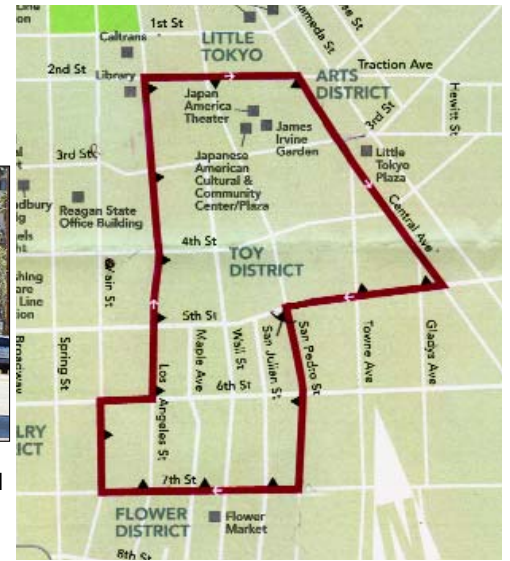 1st St
LITTLE
TOKYO
Caltrans
2nd St
Library
Traction Ave
ARTS
DISTRICT
Japan
America
Theater
James
Irvine
Garden
3rd St
Hewitt St
3rd St
Japanese
American
Cultural &
Community
Center/Plaza
Little
Tokyo
Plaza
Reagan State
Office Building
Central Ave
4th St
TOY
DISTRICT
5th St
Spring St
Los Angeles St
Maple Ave
Wall St
San Julian St
San Pedro St
Towne Ave
Gladys Ave
6th St
7th St
FLOWER
DISTRICT
Flower
Market
8th St